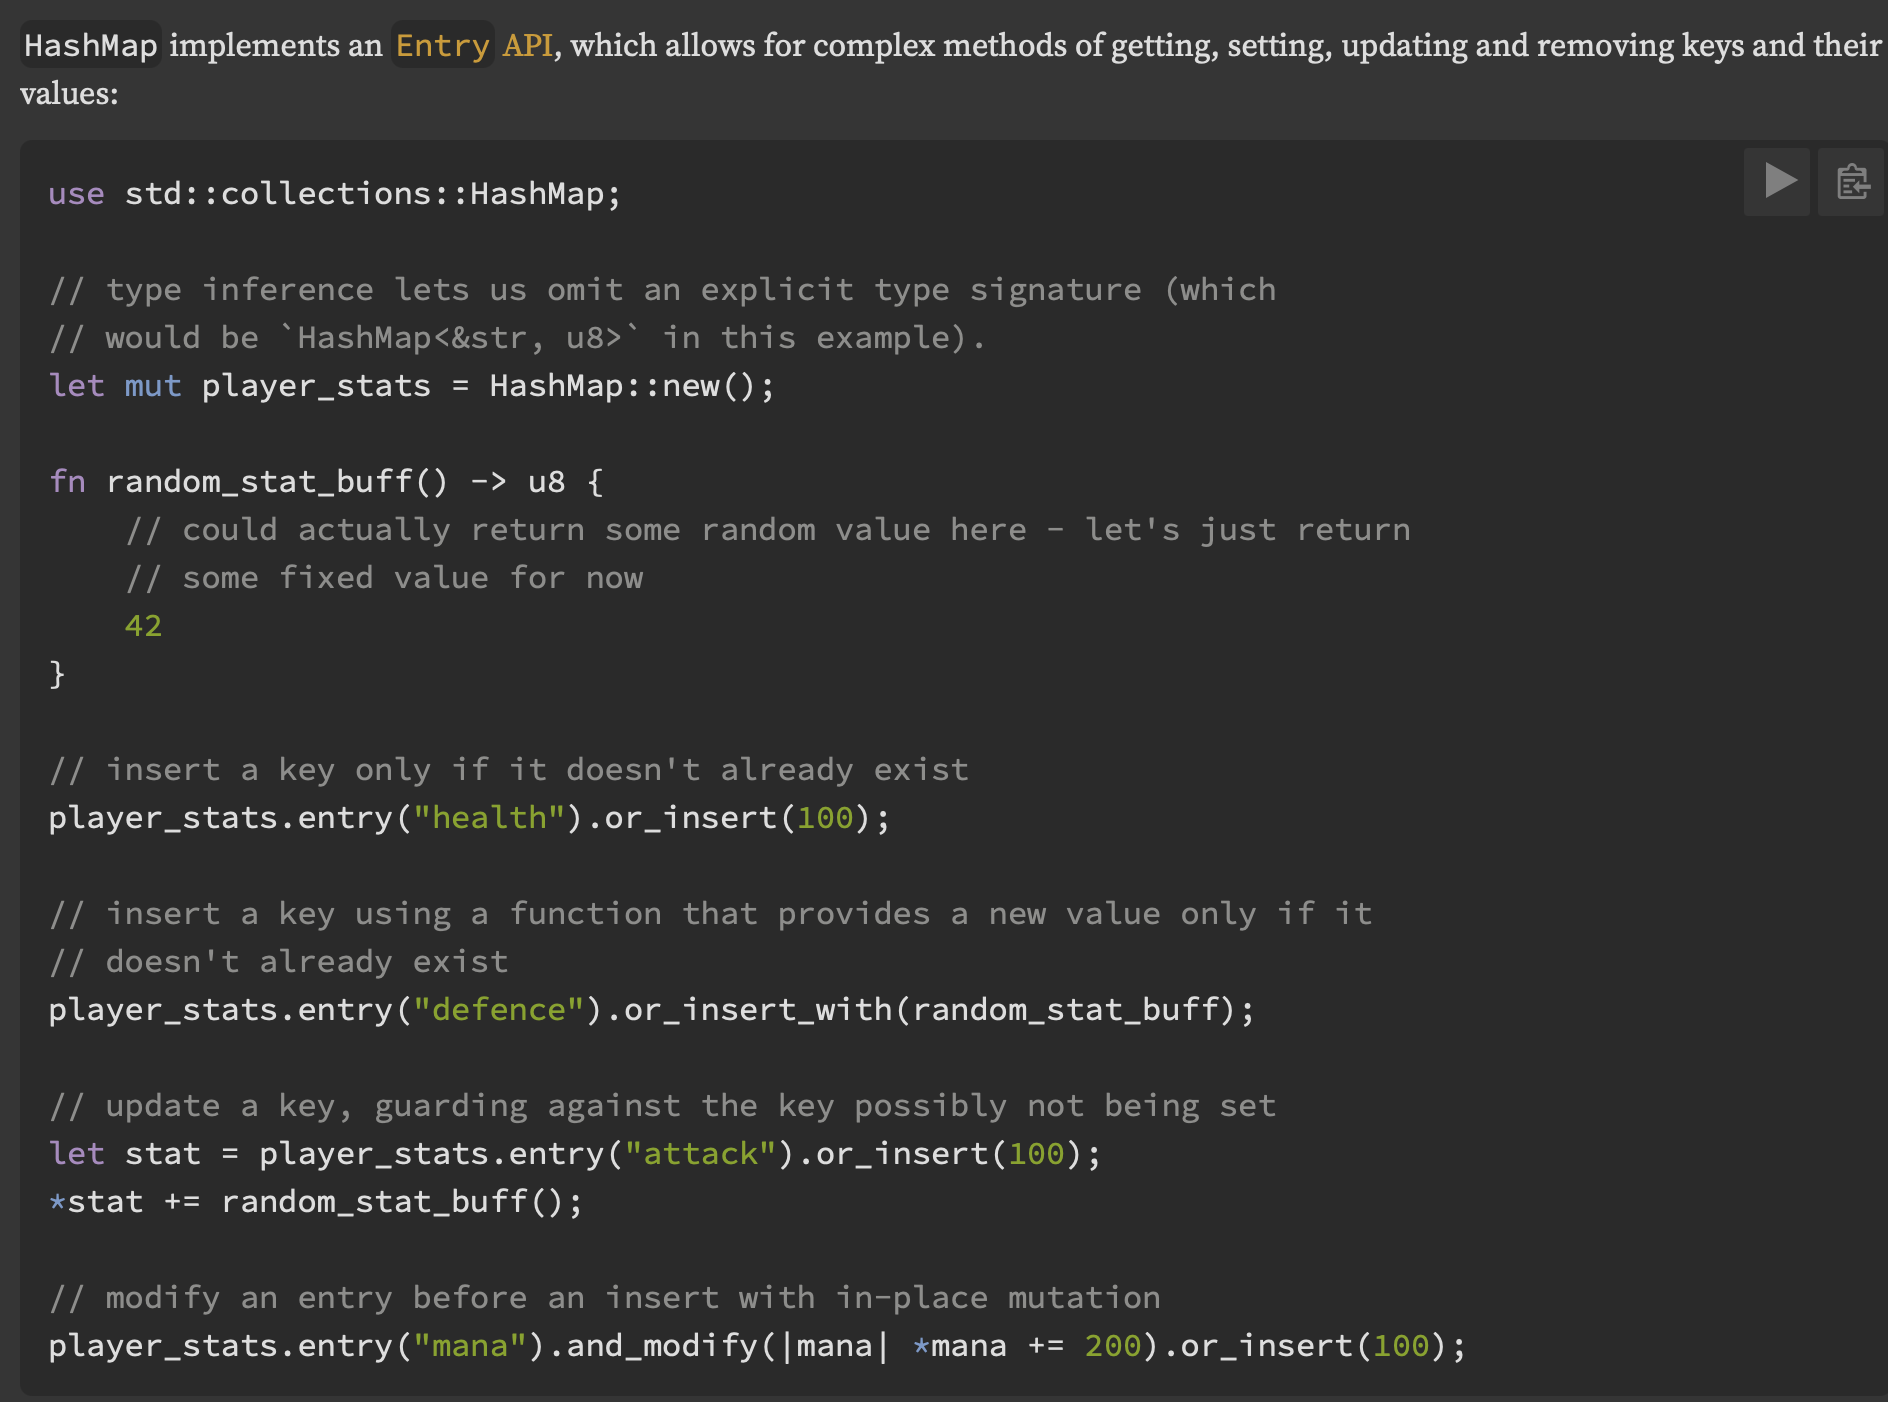 HashMap implements an Entry API, which allows for complex methods of getting, setting, updating and removing keys and their
values:
use std::collections::HashMap;
// type inference lets us omit an explicit type signature (which
// would be `HashMap<&str, u8>` in this example).
let mut player_stats = HashMap::new();
fn random_stat_buff() -> u8 {
    // could actually return some random value here - let's just return
    // some fixed value for now
    42
}
// insert a key only if it doesn't already exist
player_stats.entry("health").or_insert(100);
// insert a key using a function that provides a new value only if it
// doesn't already exist
player_stats.entry("defence").or_insert_with(random_stat_buff);
// update a key, guarding against the key possibly not being set
let stat = player_stats.entry("attack").or_insert(100);
*stat += random_stat_buff();
// modify an entry before an insert with in-place mutation
player_stats.entry("mana").and_modify(|mana| *mana += 200).or_insert(100);